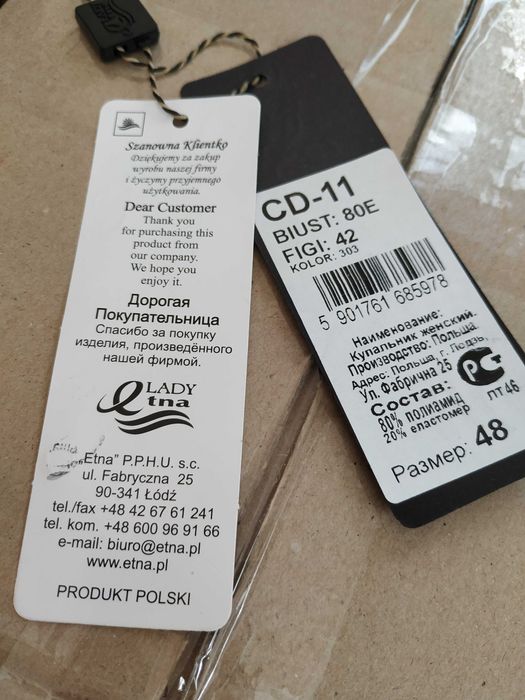 Szanowna Klientko
Dziękujemy za zakup
wyrobu naszej firmy
i życzymy przyjemnego
użytkowania.
Dear Customer
Thank you
for purchasing this
product from
our company.
We hope you
enjoy it.
Дорогая
Покупательница
Спасибо за покупку
изделия, произведённого
нашей фирмой.
LADY
etna
„Etna” P.P.H.U. s.c.
ul. Fabryczna 25
90-341 Łódź
tel./fax +48 42 67 61 241
tel. kom. +48 600 96 91 66
e-mail: biuro@etna.pl
www.etna.pl
PRODUKT POLSKI
CD-11
BIUST: 80E
FIGI: 42
KOLOR: 303
5 901761 685978
Наименование:
Купальник женский.
Производство: Польша.
Адрес: Польша, г. Лодзь,
Ул. Фабрична 25
Состав:
80% полиамид
20% еластомер
РСТ
ПТ46
Размер: 48